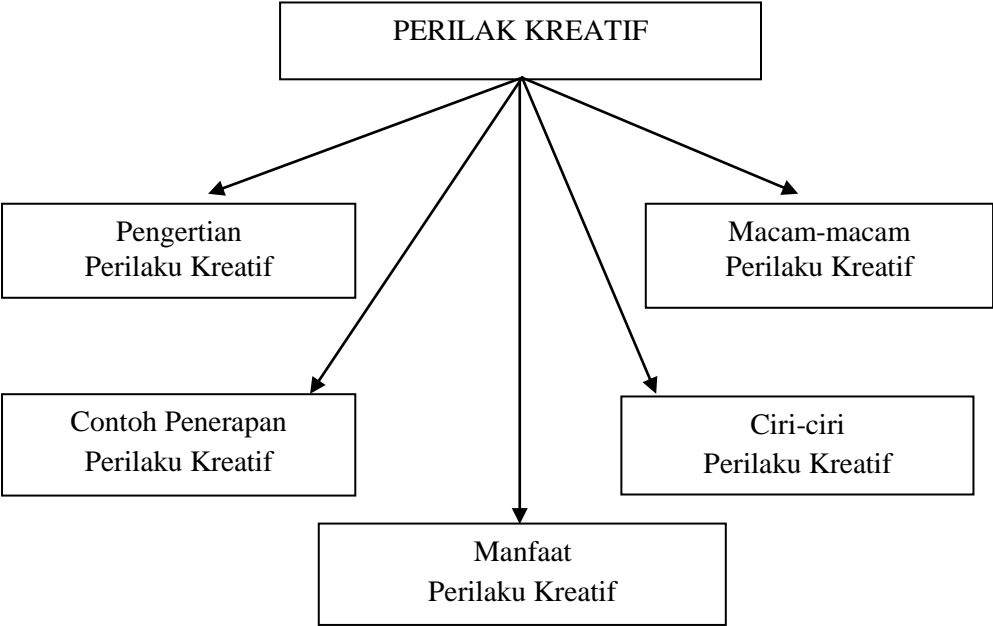 PERILAK KREATIF
Pengertian
Perilaku Kreatif
Macam-macam
Perilaku Kreatif
Contoh Penerapan
Perilaku Kreatif
Ciri-ciri
Perilaku Kreatif
Manfaat
Perilaku Kreatif